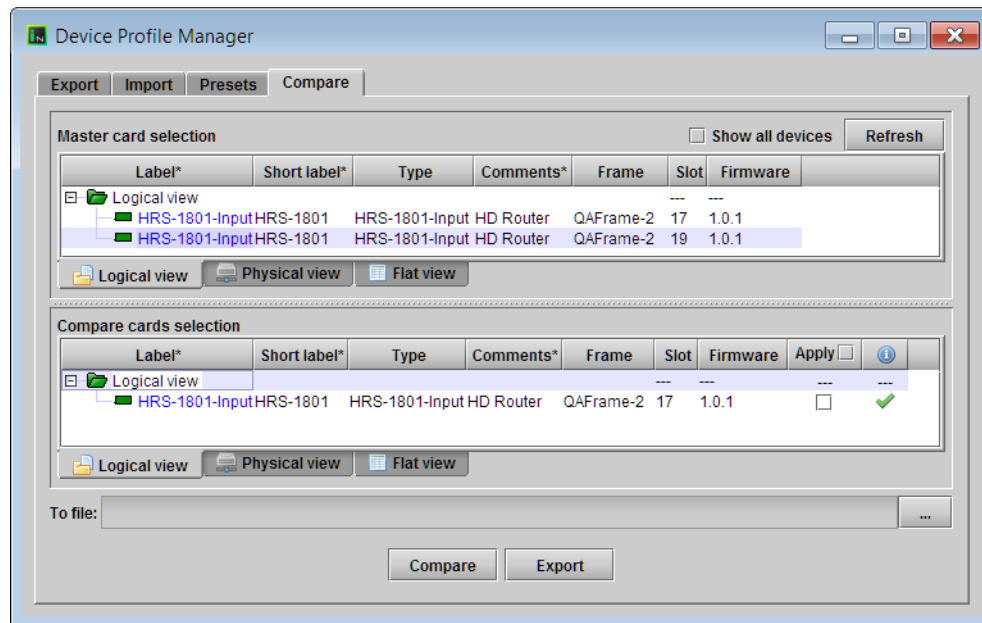 Device Profile Manager
Export Import Presets Compare
Master card selection Show all devices Refresh
Label* Short label* Type Comments* Frame Slot Firmware
Logical view --- ---
HRS-1801-Input HRS-1801 HRS-1801-Input HD Router QAFrame-2 17 1.0.1
HRS-1801-Input HRS-1801 HRS-1801-Input HD Router QAFrame-2 19 1.0.1
Logical view Physical view Flat view
Compare cards selection
Label* Short label* Type Comments* Frame Slot Firmware Apply
Logical view --- --- --- ---
HRS-1801-Input HRS-1801 HRS-1801-Input HD Router QAFrame-2 17 1.0.1
Logical view Physical view Flat view
To file: ...
Compare Export